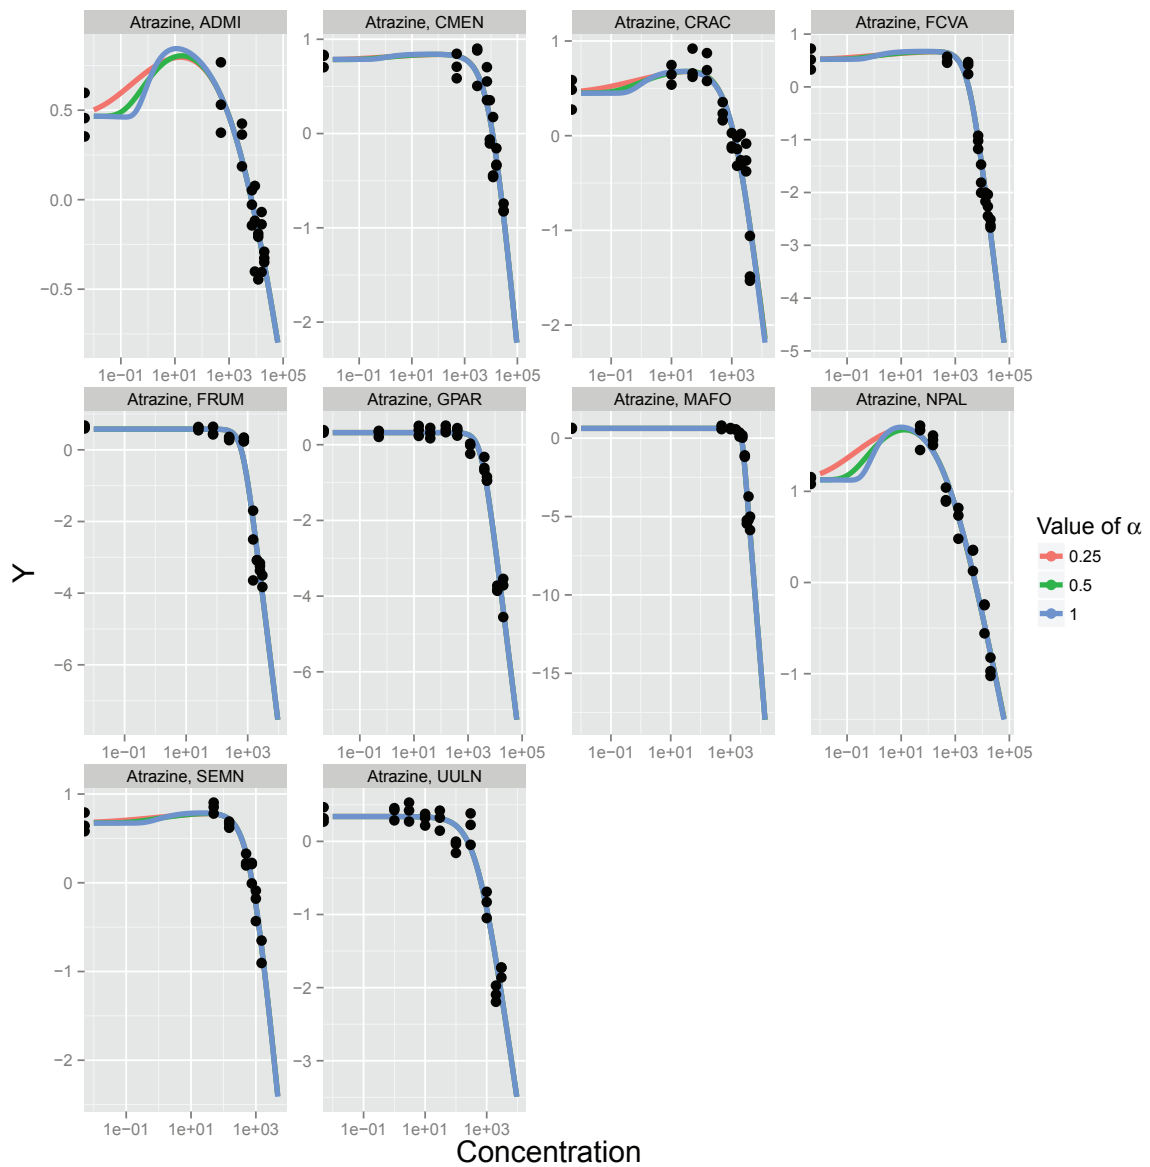 Atrazine, ADMI
Atrazine, CMEN
Atrazine, CRAC
Atrazine, FCVA
0.5
0.0
−0.5
1
0
−1
−2
1
0
−1
−2
1
0
−1
−2
−3
−4
−5
1e−01 1e+01 1e+03 1e+05
1e−01 1e+01 1e+03 1e+05
1e−01 1e+01 1e+03
1e−01 1e+01 1e+03 1e+05
Atrazine, FRUM
Atrazine, GPAR
Atrazine, MAFO
Atrazine, NPAL
0
−2
−4
−6
0
−2
−4
−6
0
−5
−10
−15
1
0
−1
1e−01 1e+01 1e+03
1e−01 1e+01 1e+03 1e+05
1e−01 1e+01 1e+03
1e−01 1e+01 1e+03 1e+05
Atrazine, SEMN
Atrazine, UULN
1
0
−1
−2
0
−1
−2
−3
1e−01 1e+01 1e+03
1e−01 1e+01 1e+03
Y
Concentration
Value of α
0.25
0.5
1